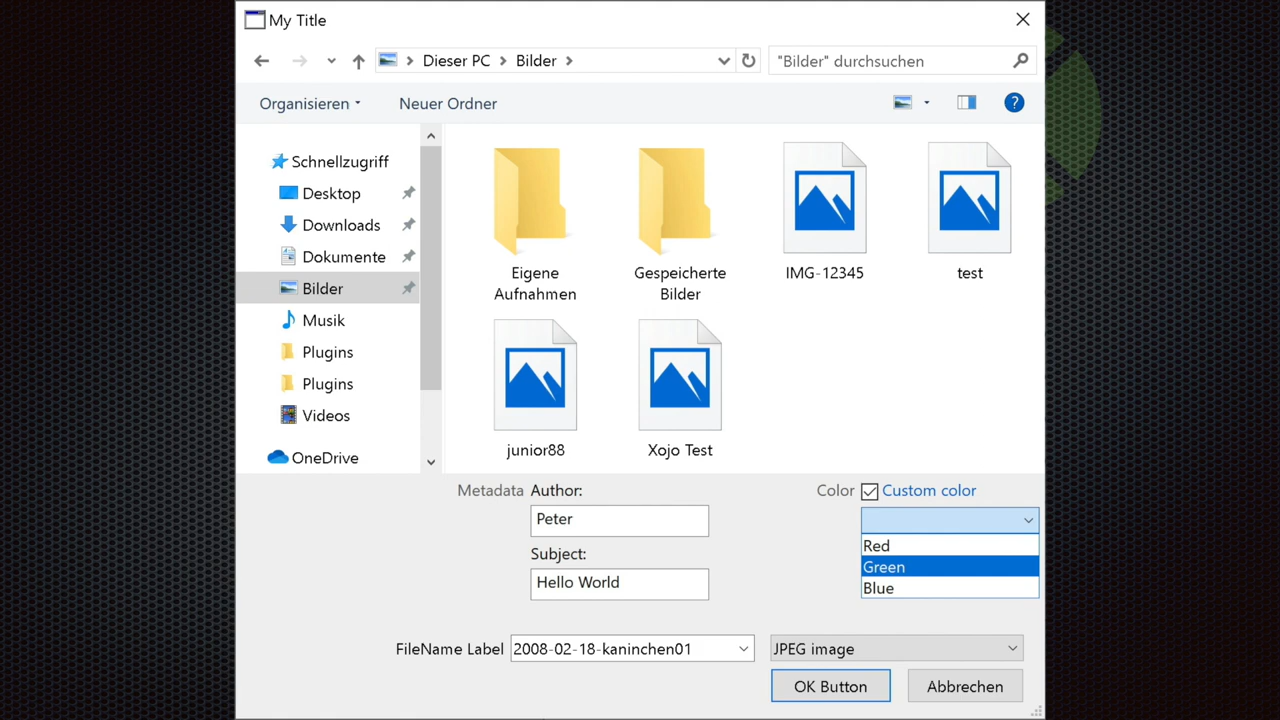 My Title
Dieser PC
Bilder
"Bilder" durchsuchen
Organisieren
Neuer Ordner
?
Schnellzugriff
Desktop
Downloads
Dokumente
Bilder
Musik
Plugins
Plugins
Videos
OneDrive
Eigene
Aufnahmen
Gespeicherte
Bilder
IMG-12345
test
junior88
Xojo Test
Metadata Author:
Peter
Subject:
Hello World
Color Custom color
Red
Green
Blue
FileName Label 2008-02-18-kaninchen01 JPEG image
OK Button Abbrechen